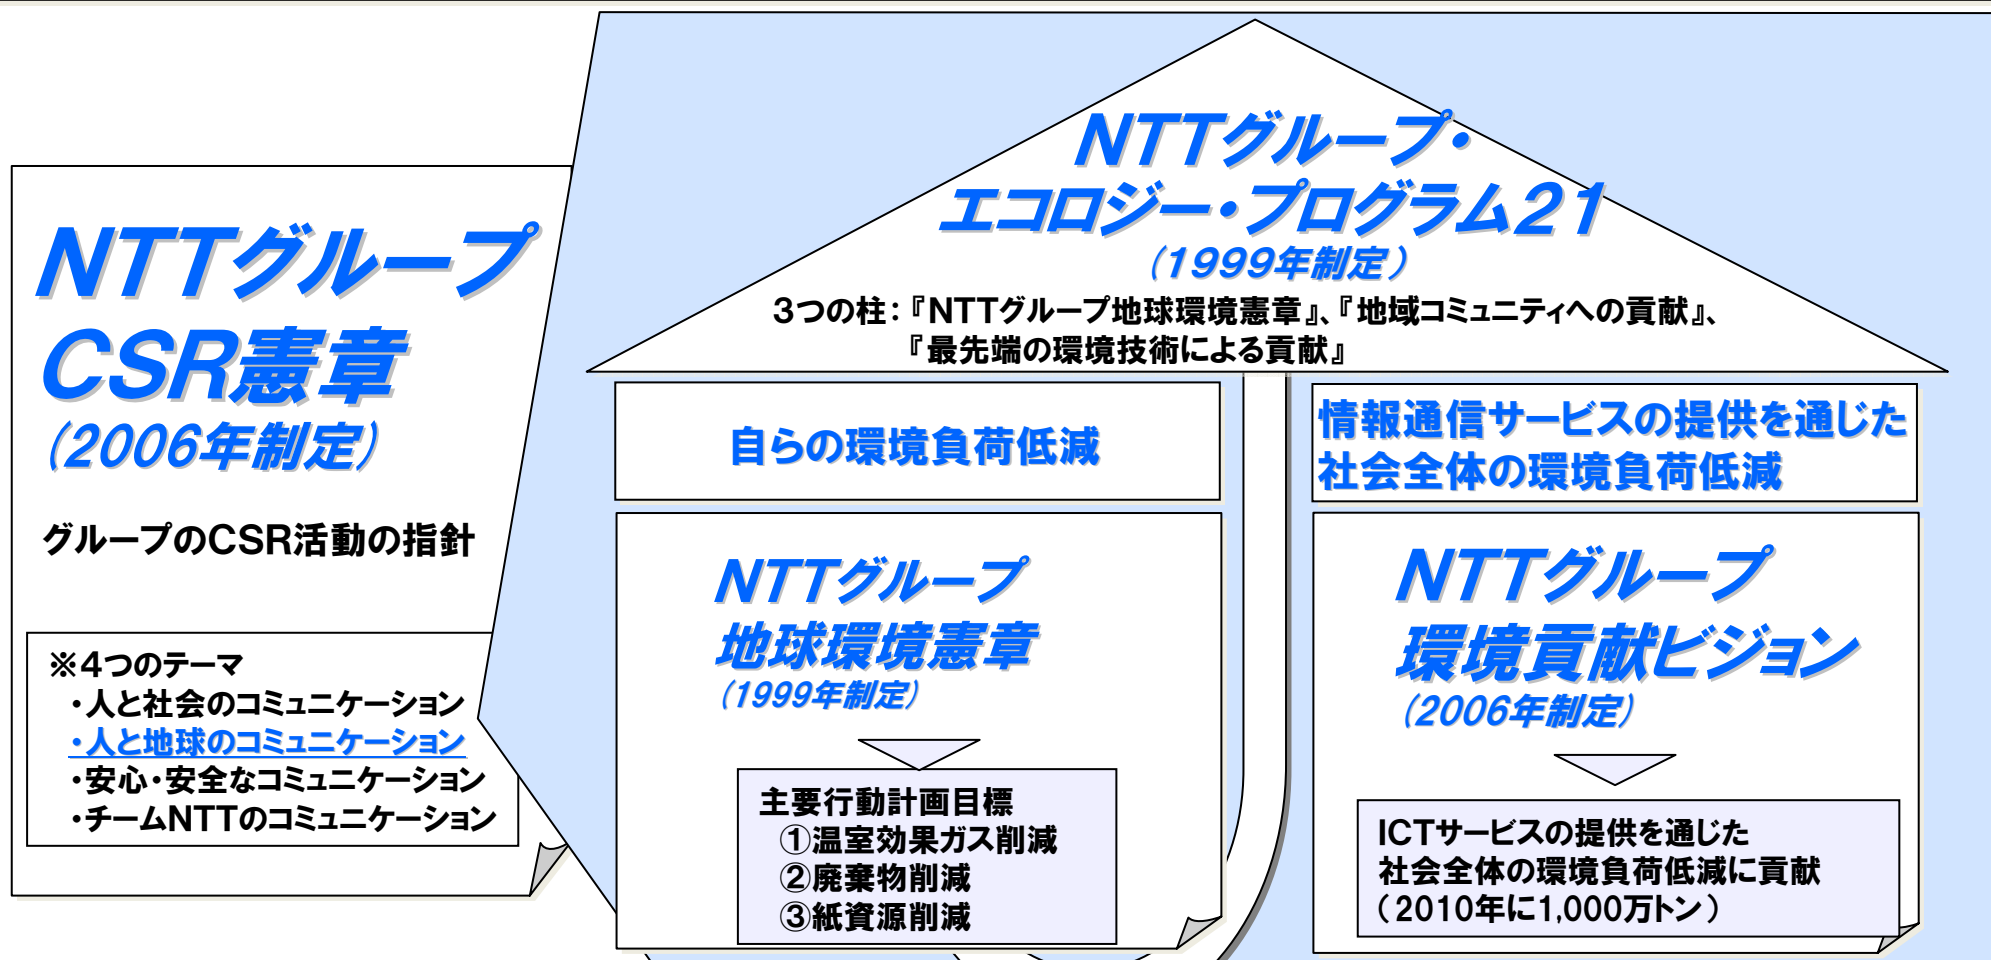 NTTグループ
CSR憲章
(2006年制定)
グループのCSR活動の指針
※4つのテーマ
・人と社会のコミュニケーション
・人と地球のコミュニケーション
・安心・安全なコミュニケーション
・チームNTTのコミュニケーション
NTTグループ・
エコロジー・プログラム21
(1999年制定)
3つの柱:『NTTグループ地球環境憲章』、『地域コミュニティへの貢献』、
『最先端の環境技術による貢献』
自らの環境負荷低減
NTTグループ
地球環境憲章
(1999年制定)
主要行動計画目標
①温室効果ガス削減
②廃棄物削減
③紙資源削減
情報通信サービスの提供を通じた
社会全体の環境負荷低減
NTTグループ
環境貢献ビジョン
(2006年制定)
ICTサービスの提供を通じた
社会全体の環境負荷低減に貢献
(2010年に1,000万トン)